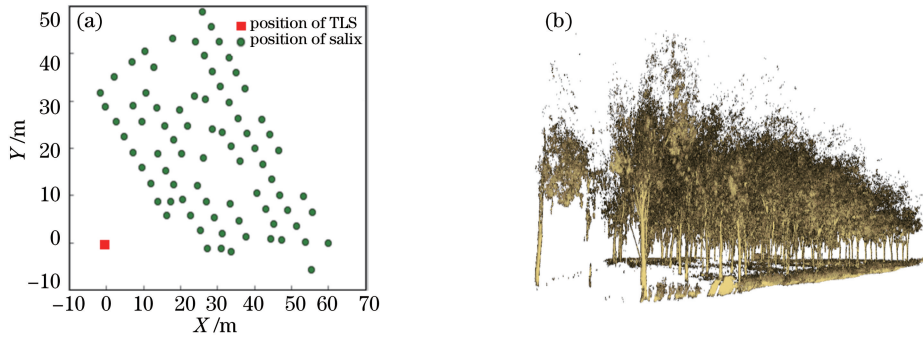 (a)
position of TLS
position of salix
50
40
30
20
10
0
−10
Y /m
−10 0 10 20 30 40 50 60 70
X /m
(b)